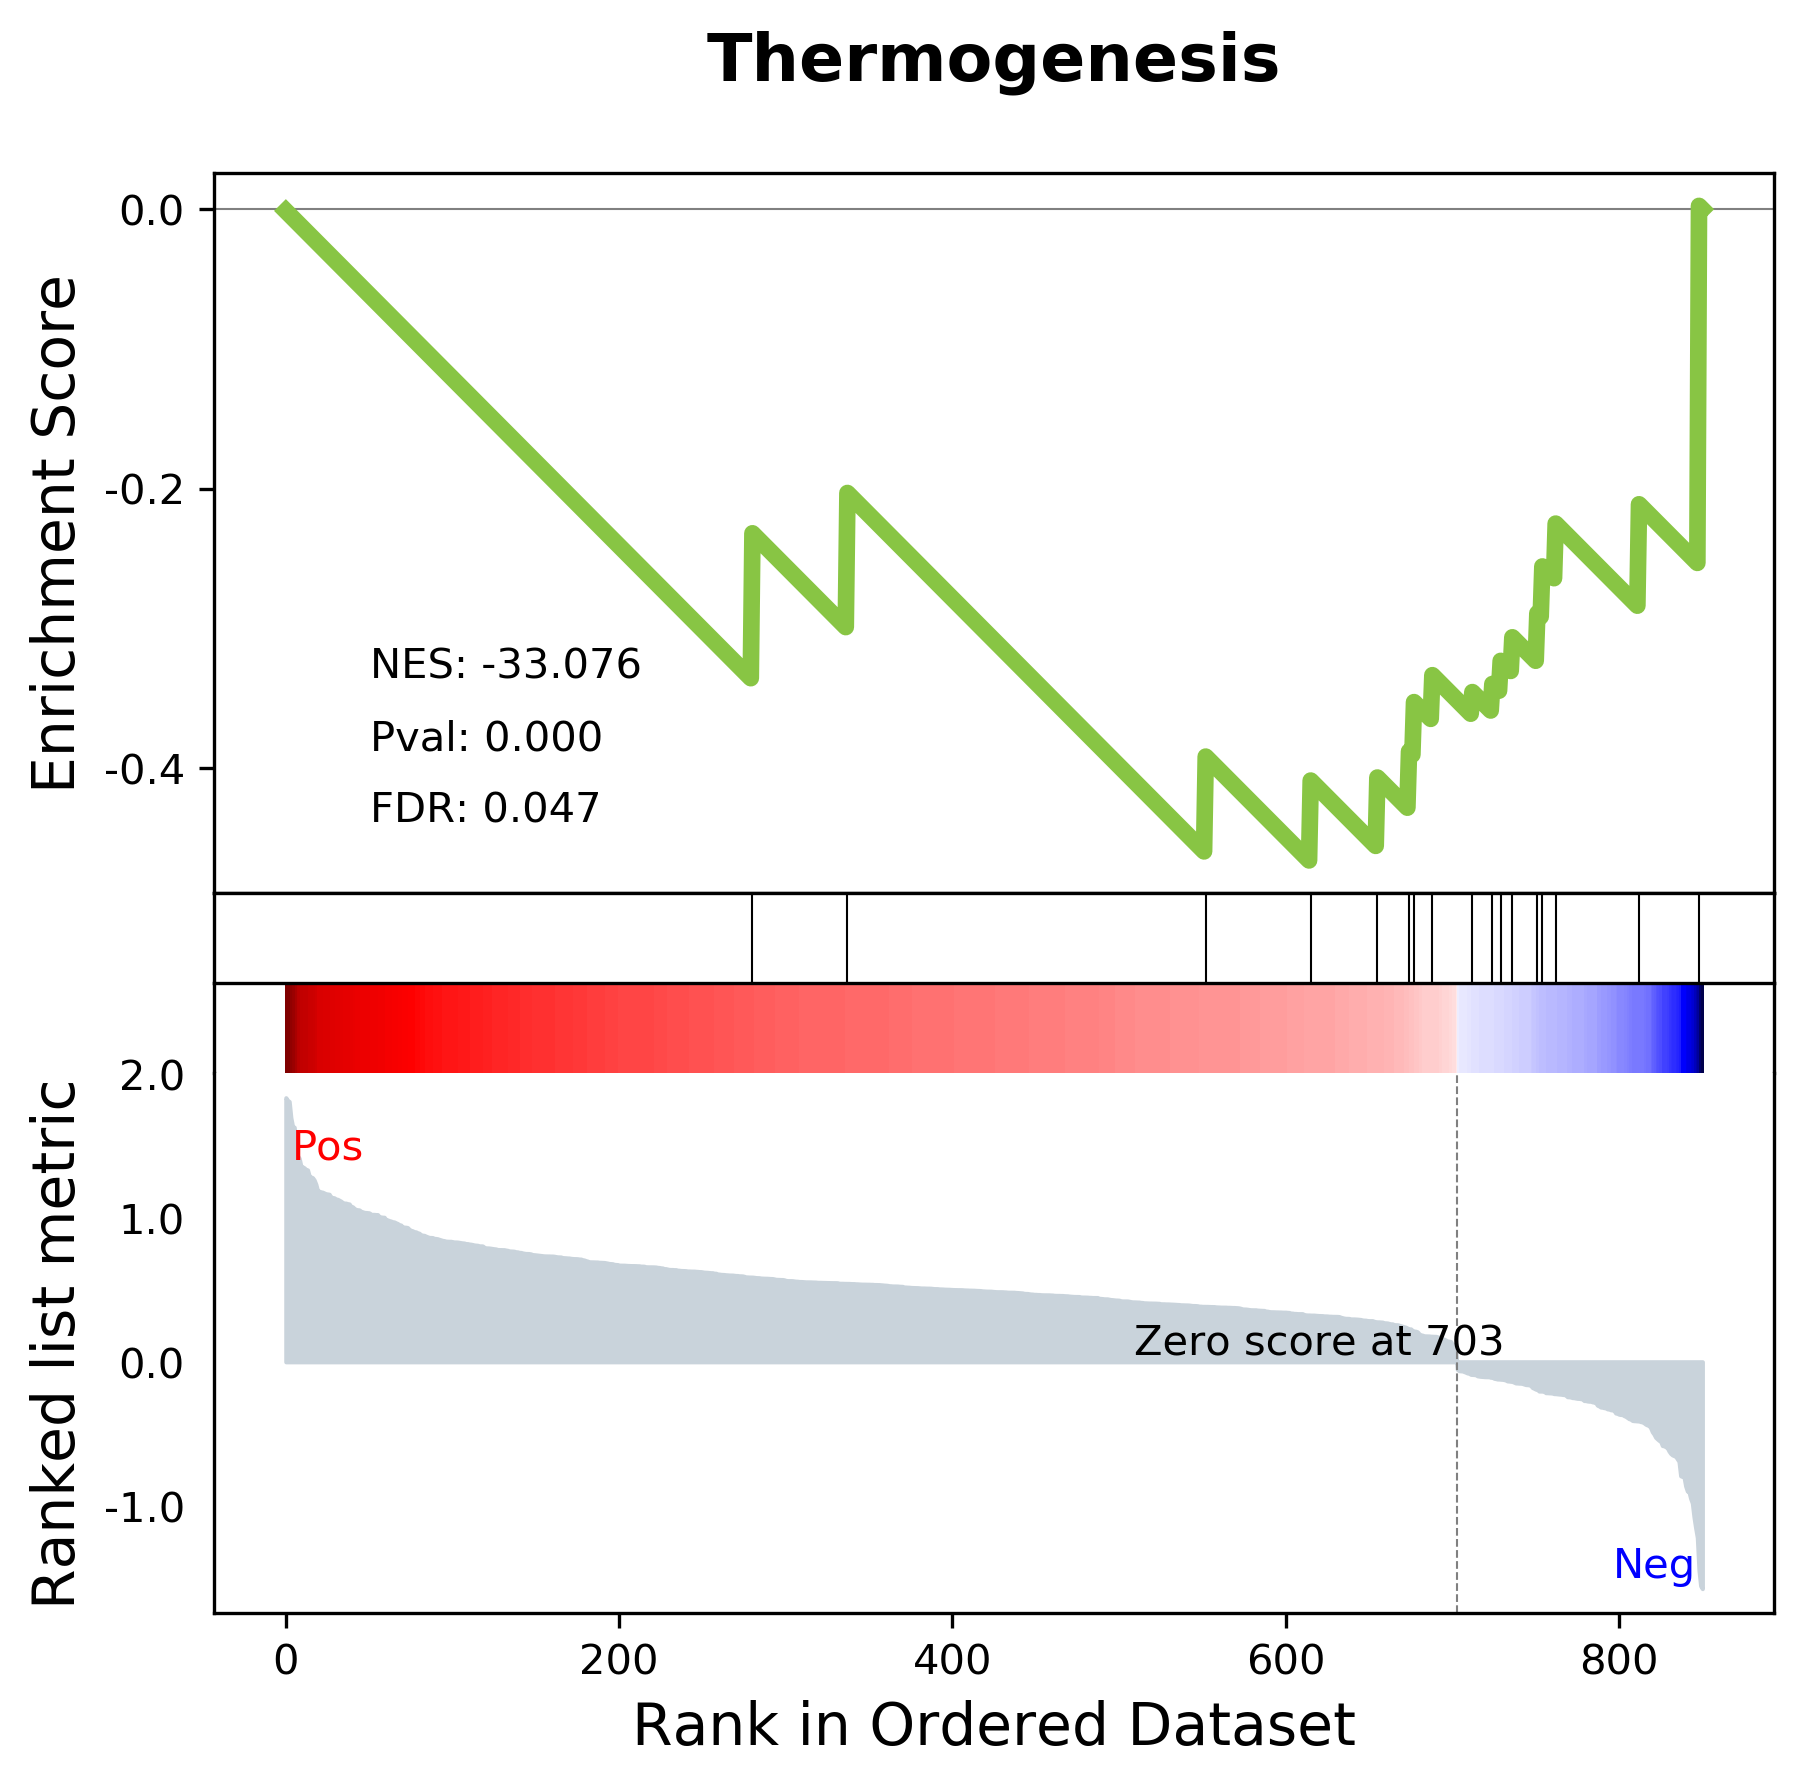 Thermogenesis
Enrichment Score
0.0
-0.2
-0.4
NES: -33.076
Pval: 0.000
FDR: 0.047
Ranked list metric
2.0
1.0
0.0
-1.0
Pos
Zero score at 703
Neg
0 200 400 600 800
Rank in Ordered Dataset